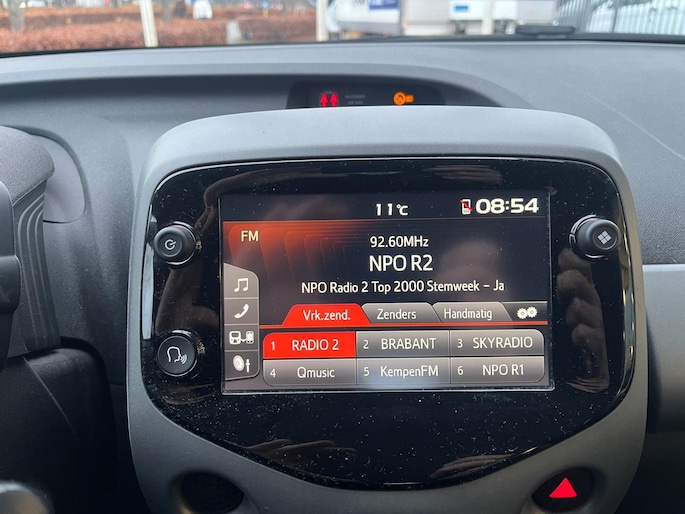 11°C
08:54
FM
92.60MHz
NPO R2
NPO Radio 2 Top 2000 Stemweek - Ja
Vrk.zend. Zenders Handmatig
1 RADIO 2 2 BRABANT 3 SKYRADIO
4 Qmusic 5 KempenFM 6 NPO R1